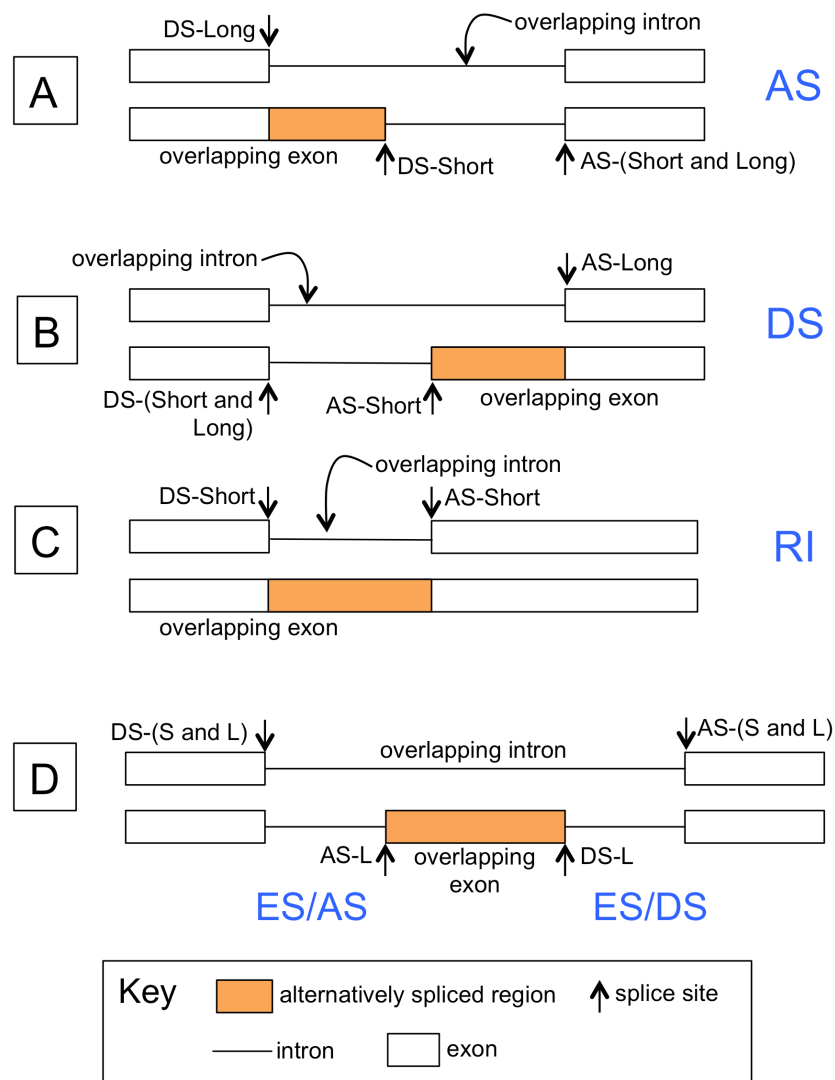 DS-Long
overlapping intron
A
AS
overlapping exon
DS-Short
AS-(Short and Long)
overlapping intron
AS-Long
B
DS
DS-(Short and
Long)
AS-Short
overlapping exon
overlapping intron
DS-Short
AS-Short
C
RI
overlapping exon
DS-(S and L)
AS-(S and L)
overlapping intron
D
AS-L
overlapping
exon
DS-L
ES/AS
ES/DS
Key
alternatively spliced region
splice site
intron
exon